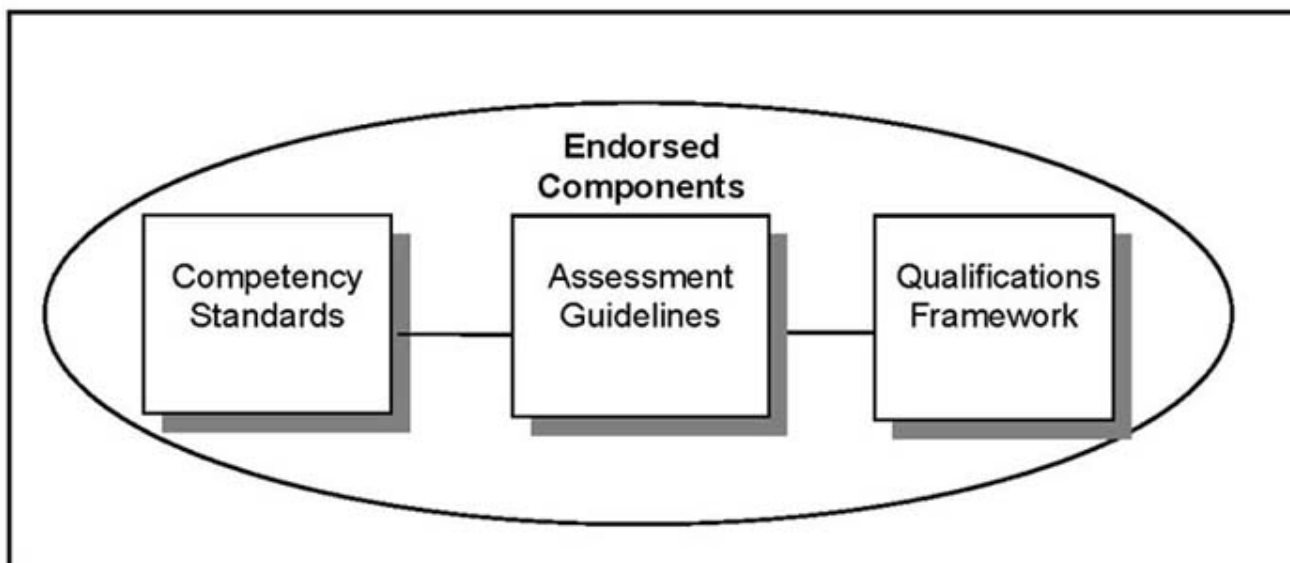 Endorsed
Components
Competency
Standards
Assessment
Guidelines
Qualifications
Framework